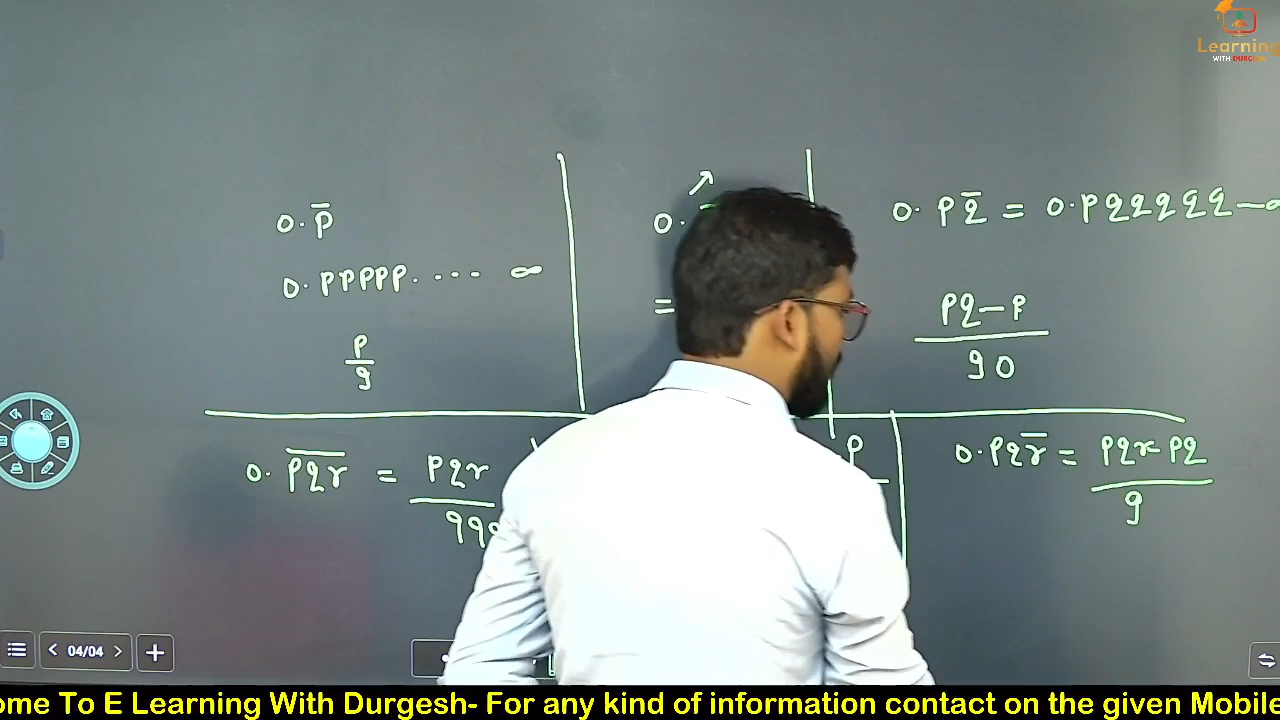 Learning
WITH DURGESH
0.p̄
0.ppppp. ... ∞
p/9
0.
=
0.pq̄ = 0.pqqqqq—∞
pq–p/90
0.p̅q̅r̅ = pqr/999
p
0.pqr̄ = pqr-pq/9
04/04
ome To E Learning With Durgesh- For any kind of information contact on the given Mobile